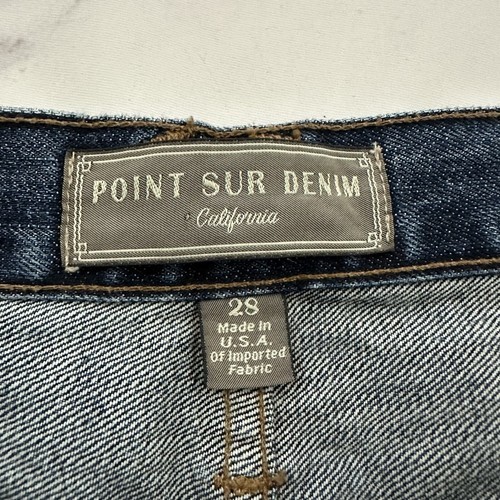 POINT SUR DENIM
California
28
Made in
U.S.A.
Of Imported
Fabric